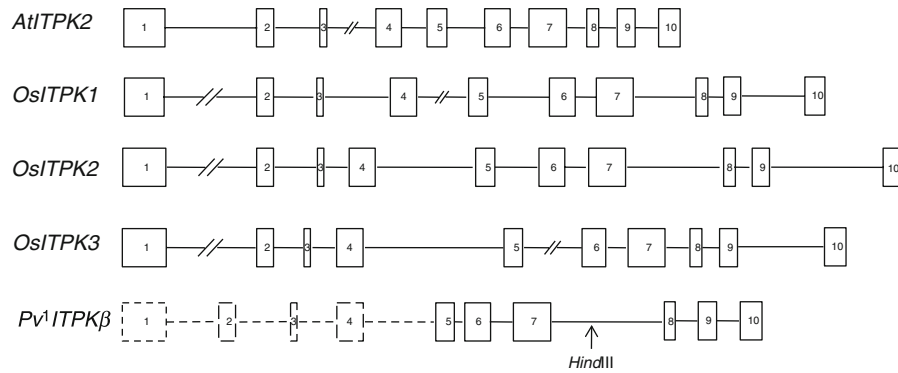 AtITPK2 1 2 3 4 5 6 7 8 9 10
OsITPK1 1 2 3 4 5 6 7 8 9 10
OsITPK2 1 2 3 4 5 6 7 8 9 10
OsITPK3 1 2 3 4 5 6 7 8 9 10
Pv¹ITPKβ 1 2 3 4 5 6 7 8 9 10
HindIII